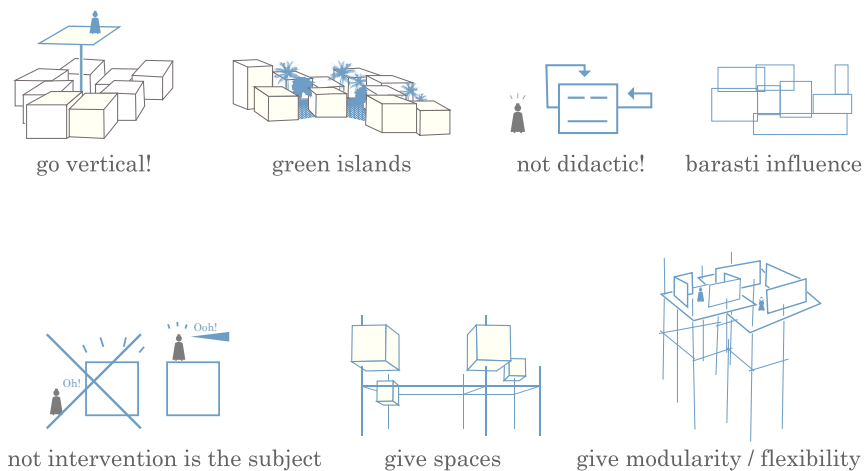 go vertical!
green islands
not didactic!
barasti influence
Oh!
Ooh!
not intervention is the subject
give spaces
give modularity / flexibility